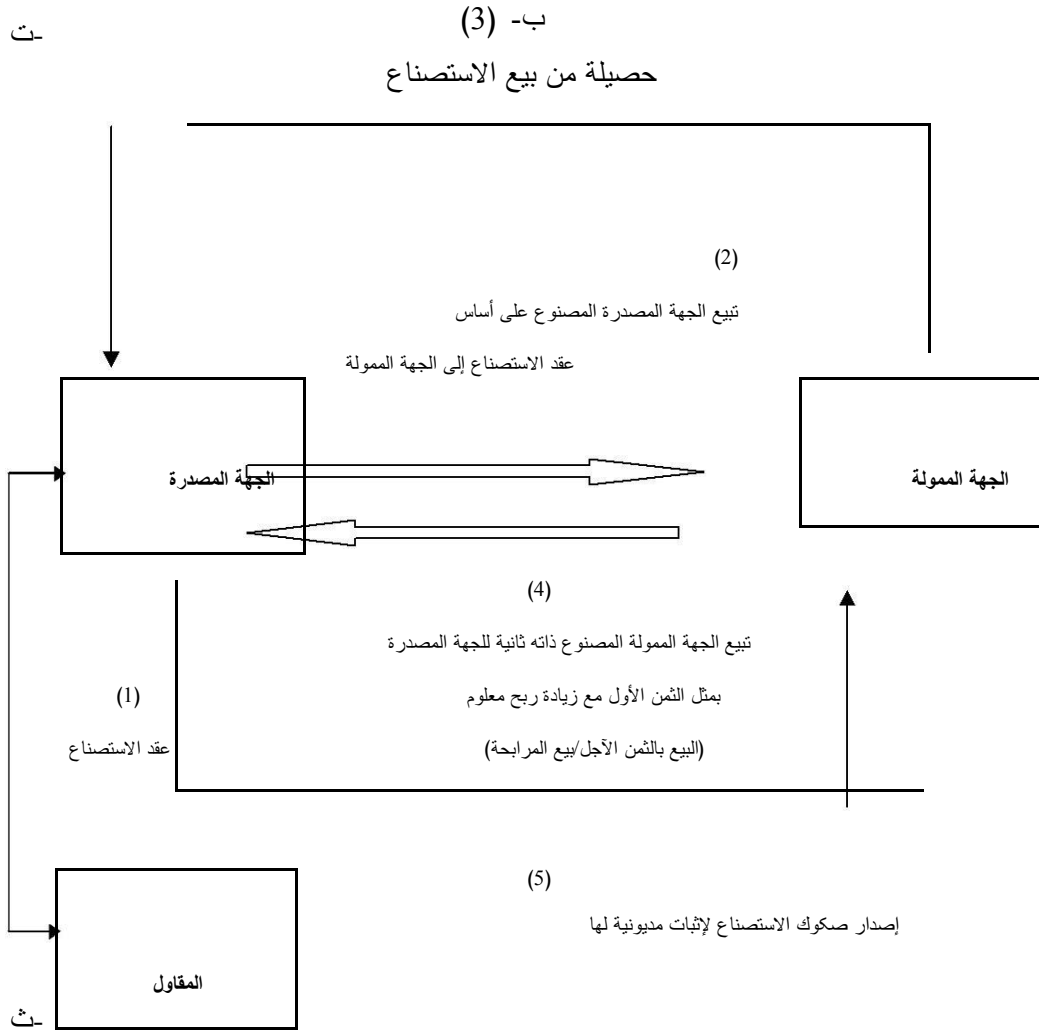 ب- (3)
ت-
حصيلة من بيع الاستصناع
(2)
تبيع الجهة المصدرة المصنوع على أساس
عقد الاستصناع إلى الجهة الممولة
الجهة المصدرة
الجهة الممولة
(4)
تبيع الجهة الممولة المصنوع ذاته ثانية للجهة المصدرة
بمثل الثمن الأول مع زيادة ربح معلوم
(البيع بالثمن الآجل/بيع المرابحة)
(1)
عقد الاستصناع
(5)
إصدار صكوك الاستصناع لإثبات مديونية لها
المقاول
ث-